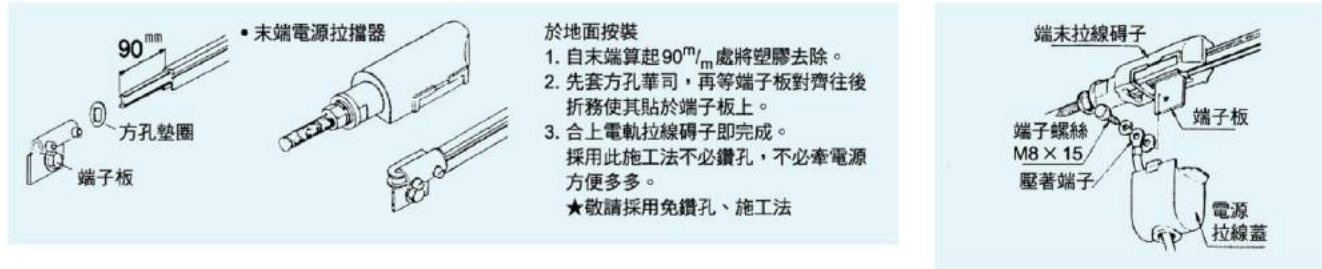 90mm
• 末端電源拉擋器
方孔墊圈
端子板
於地面按裝
1. 自末端算起90m/m處將塑膠去除。
2. 先套方孔華司，再等端子板對齊往後
折務使其貼於端子板上。
3. 合上電軌拉線碍子即完成。
採用此施工法不必鑽孔，不必牽電源
方便多多。
★敬請採用免鑽孔、施工法
端末拉線碍子
端子板
端子螺絲
M8×15
壓著端子
電源
拉線蓋